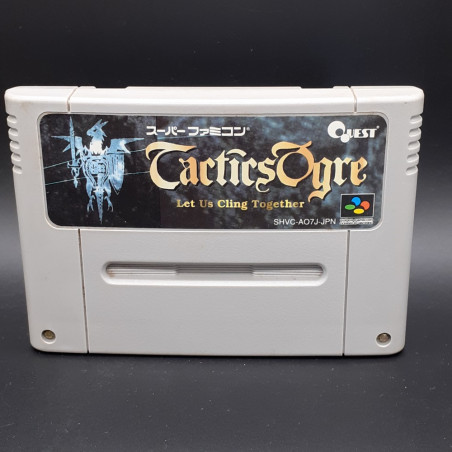 スーパーファミコン
QUEST
Tactics Ogre
Let Us Cling Together
SHVC-AO7J-JPN